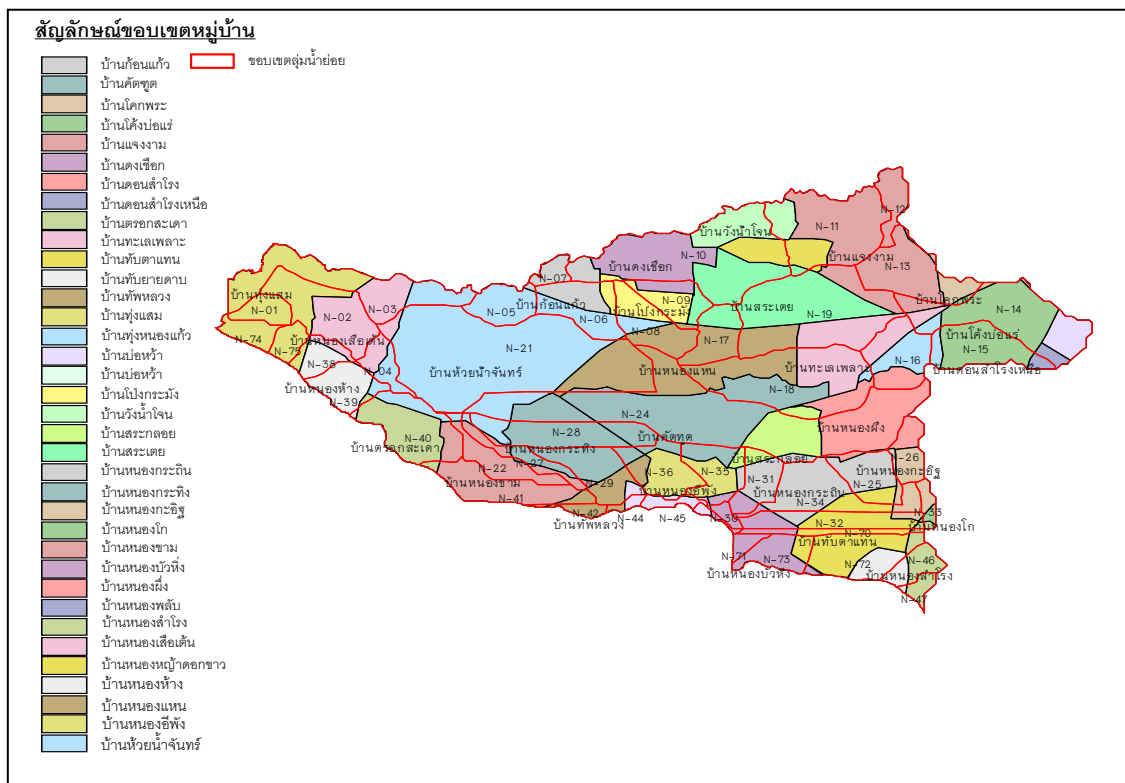 สัญลักษณ์ขอบเขตหมู่บ้าน
บ้านก้อนแก้ว
ขอบเขตลุ่มน้ำย่อย
บ้านคัตฑูต
บ้านโคกพระ
บ้านโค้งบ่อแร่
บ้านแจงงาม
บ้านดงเชือก
บ้านดอนสำโรง
บ้านดอนสำโรงเหนือ
บ้านตรอกสะเดา
บ้านทะเลเพลาะ
บ้านทับตาแทน
บ้านทับยายดาบ
บ้านทัพหลวง
บ้านทุ่งแสม
บ้านทุ่งหนองแก้ว
บ้านบ่อหว้า
บ้านบ่อหว้า
บ้านโป่งกระมัง
บ้านวังน้ำโจน
บ้านสระกลอย
บ้านสระเตย
บ้านหนองกระถิน
บ้านหนองกระทิง
บ้านหนองกะอิฐ
บ้านหนองโก
บ้านหนองขาม
บ้านหนองบัวหิ่ง
บ้านหนองผึ่ง
บ้านหนองพลับ
บ้านหนองสำโรง
บ้านหนองเสือเต้น
บ้านหนองหญ้าดอกขาว
บ้านหนองห้าง
บ้านหนองแหน
บ้านหนองอีพัง
บ้านห้วยน้ำจันทร์
N-12
N-11
บ้านวังน้ำโจน
N-10
บ้านแจงงาม
บ้านดงเชือก
N-13
N-07
บ้านทุ่งแสม
N-09
บ้านโคกพระ
บ้านก้อนแก้ว
N-01
N-03
N-05
บ้านโป่งกระมัง
บ้านสระเตย
N-14
N-02
N-06
N-19
N-08
N-17
N-74
บ้านหนองเสือเต้น
บ้านโค้งบ่อแร่
N-75
N-21
N-15
N-16
N-38
N-04
บ้านห้วยน้ำจันทร์
บ้านหนองแหน
บ้านทะเลเพลาะ
บ้านดอนสำโรงเหนือ
บ้านหนองห้าง
N-18
N-39
N-24
N-40
N-28
บ้านคัตทูต
บ้านหนองผึง
บ้านตรอกสะเดา
บ้านหนองกระทิง
บ้านสระกลอย
N-26
N-27
N-22
N-36
N-35
บ้านหนองกะอิฐ
บ้านหนองขาม
N-29
N-31
N-25
บ้านหนองอีพัง
บ้านหนองกระถิน
N-41
N-34
N-42
N-44
N-45
N-30
N-33
บ้านทัพหลวง
N-32
บ้านหนองโก
N-70
บ้านทับตาแทน
N-71
N-73
N-72
N-46
บ้านหนองบัวหิ่ง
บ้านหนองสำโรง
N-47